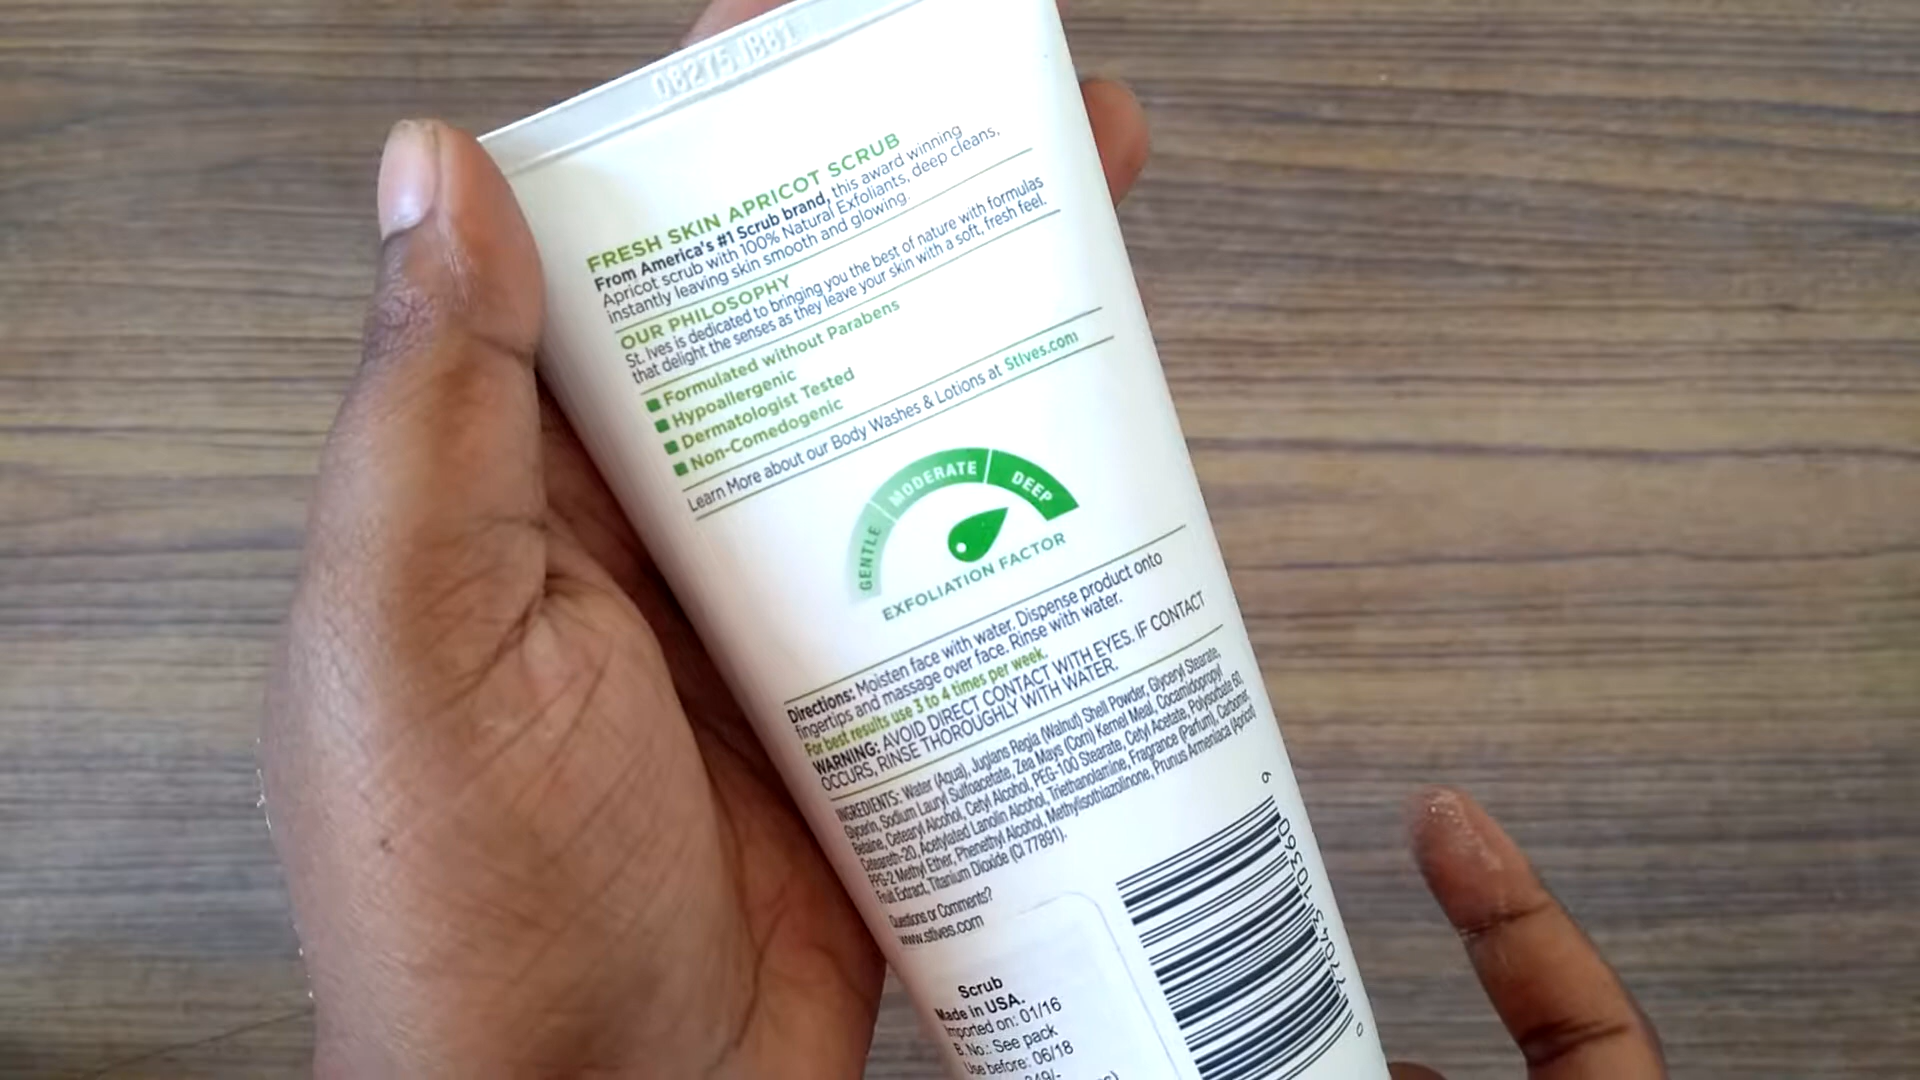 08275JBB1
FRESH SKIN APRICOT SCRUB
From America's #1 Scrub brand, this award winning
Apricot scrub with 100% Natural Exfoliants, deep cleans,
instantly leaving skin smooth and glowing.
OUR PHILOSOPHY
St. Ives is dedicated to bringing you the best of nature with formulas
that delight the senses as they leave your skin with a soft, fresh feel.
Formulated without Parabens
Hypoallergenic
Dermatologist Tested
Non-Comedogenic
Learn More about our Body Washes & Lotions at StIves.com
GENTLE MODERATE DEEP
EXFOLIATION FACTOR
Directions: Moisten face with water. Dispense product onto
fingertips and massage over face. Rinse with water.
For best results use 3 to 4 times per week.
WARNING: AVOID DIRECT CONTACT WITH EYES. IF CONTACT
OCCURS, RINSE THOROUGHLY WITH WATER.
INGREDIENTS: Water (Aqua), Juglans Regia (Walnut) Shell Powder, Glyceryl Stearate,
Glycerin, Sodium Lauryl Sulfoacetate, Zea Mays (Corn) Kernel Meal, Cocamidopropyl
Betaine, Cetearyl Alcohol, Cetyl Alcohol, PEG-100 Stearate, Cetyl Acetate, Polysorbate 60,
Ceteareth-20, Acetylated Lanolin Alcohol, Triethanolamine, Fragrance (Parfum), Carbomer,
PPG-2 Methyl Ether, Phenethyl Alcohol, Methylisothiazolinone, Prunus Armeniaca (Apricot)
Fruit Extract, Titanium Dioxide (CI 77891).
Questions or Comments?
www.stives.com
Scrub
Made in USA.
Imported on: 01/16
B. No.: See pack
Use before: 06/18